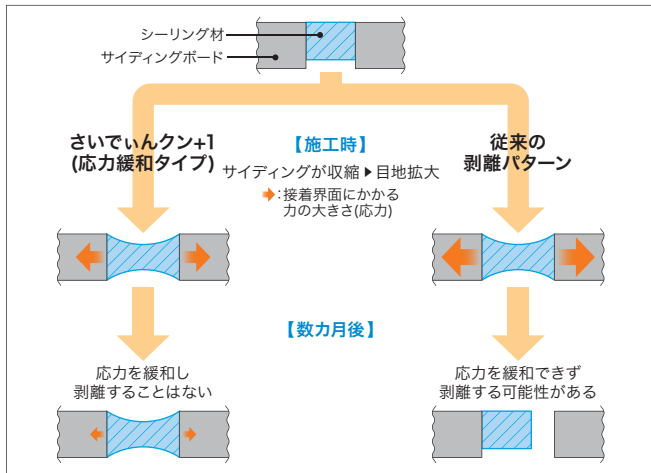 シーリング材
サイディングボード
さいでぃんクン+1
(応力緩和タイプ)
【施工時】
サイディングが収縮▶目地拡大
:接着界面にかかる
力の大きさ(応力)
従来の
剥離パターン
【数カ月後】
応力を緩和し
剥離することはない
応力を緩和できず
剥離する可能性がある